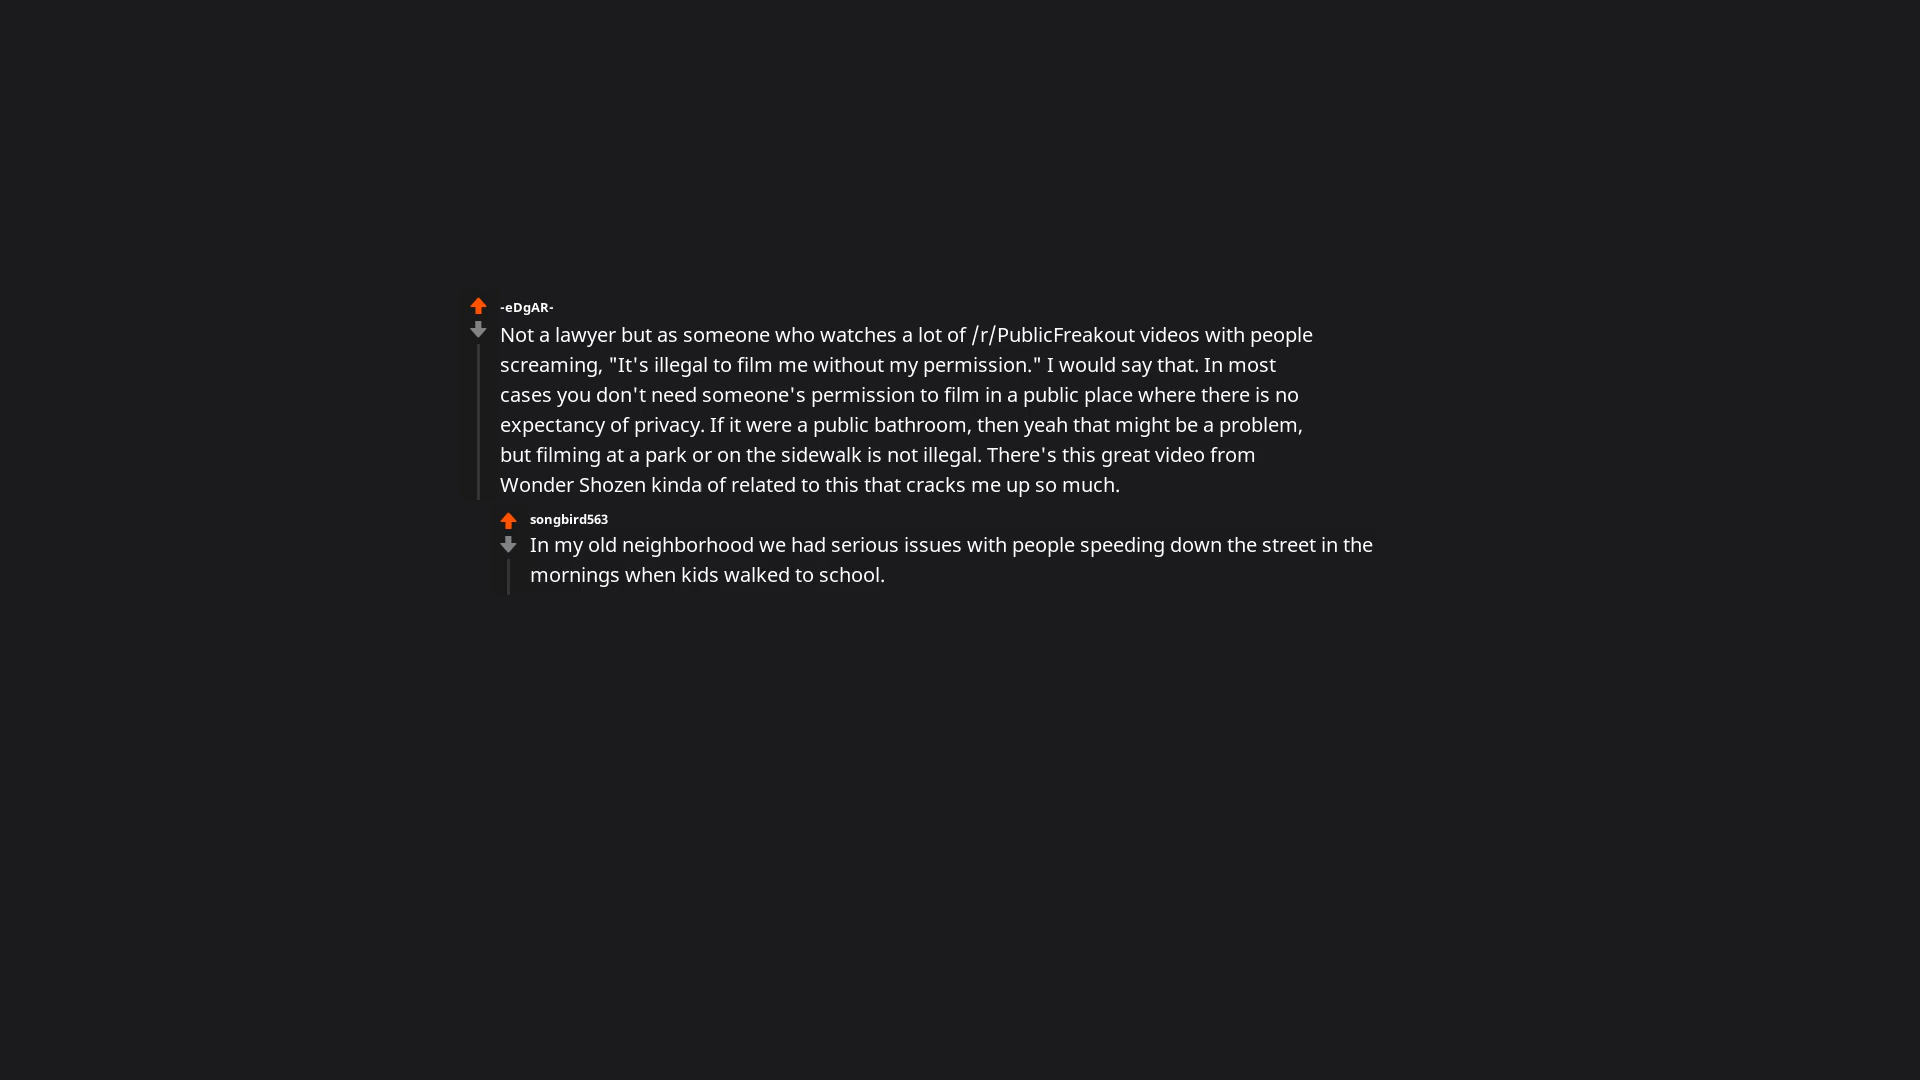 -eDgAR-
Not a lawyer but as someone who watches a lot of /r/PublicFreakout videos with people
screaming, "It's illegal to film me without my permission." I would say that. In most
cases you don't need someone's permission to film in a public place where there is no
expectancy of privacy. If it were a public bathroom, then yeah that might be a problem,
but filming at a park or on the sidewalk is not illegal. There's this great video from
Wonder Shozen kinda of related to this that cracks me up so much.
songbird563
In my old neighborhood we had serious issues with people speeding down the street in the
mornings when kids walked to school.